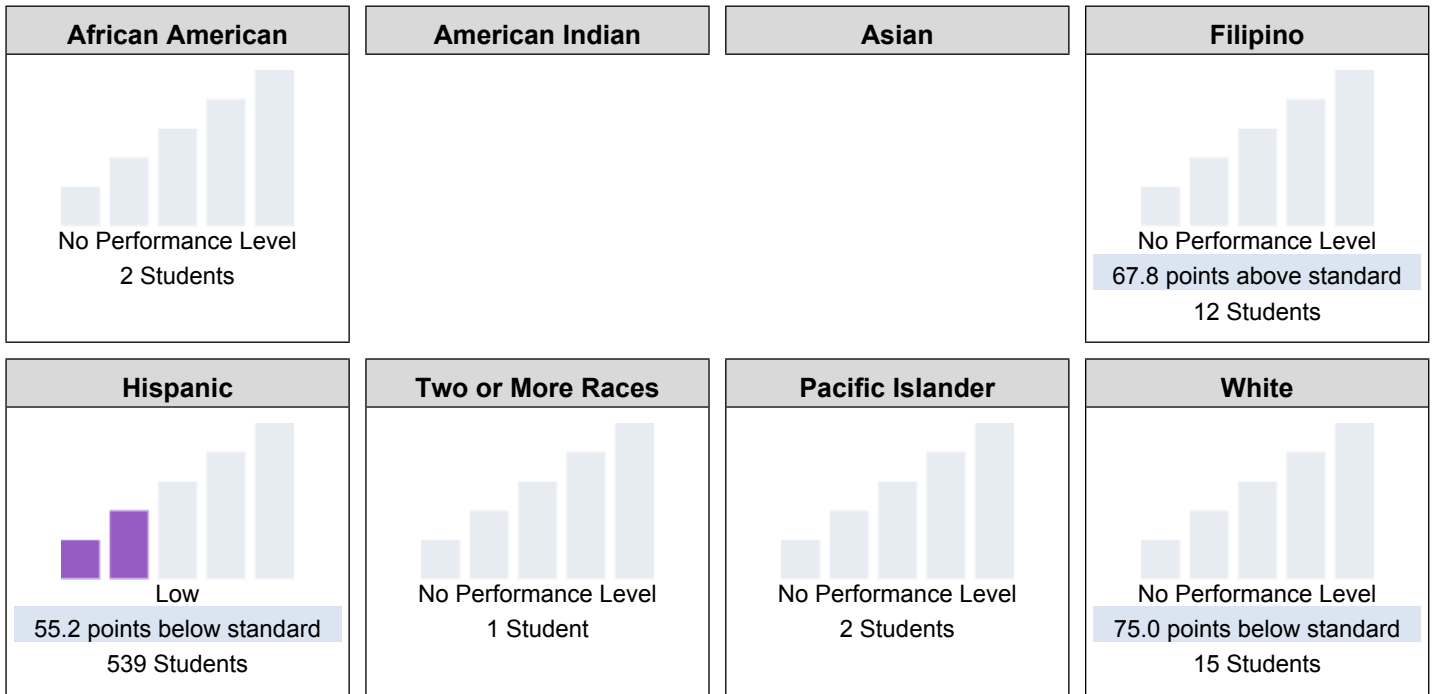 African American
No Performance Level
2 Students
American Indian
Asian
Filipino
No Performance Level
67.8 points above standard
12 Students
Hispanic
Low
55.2 points below standard
539 Students
Two or More Races
No Performance Level
1 Student
Pacific Islander
No Performance Level
2 Students
White
No Performance Level
75.0 points below standard
15 Students